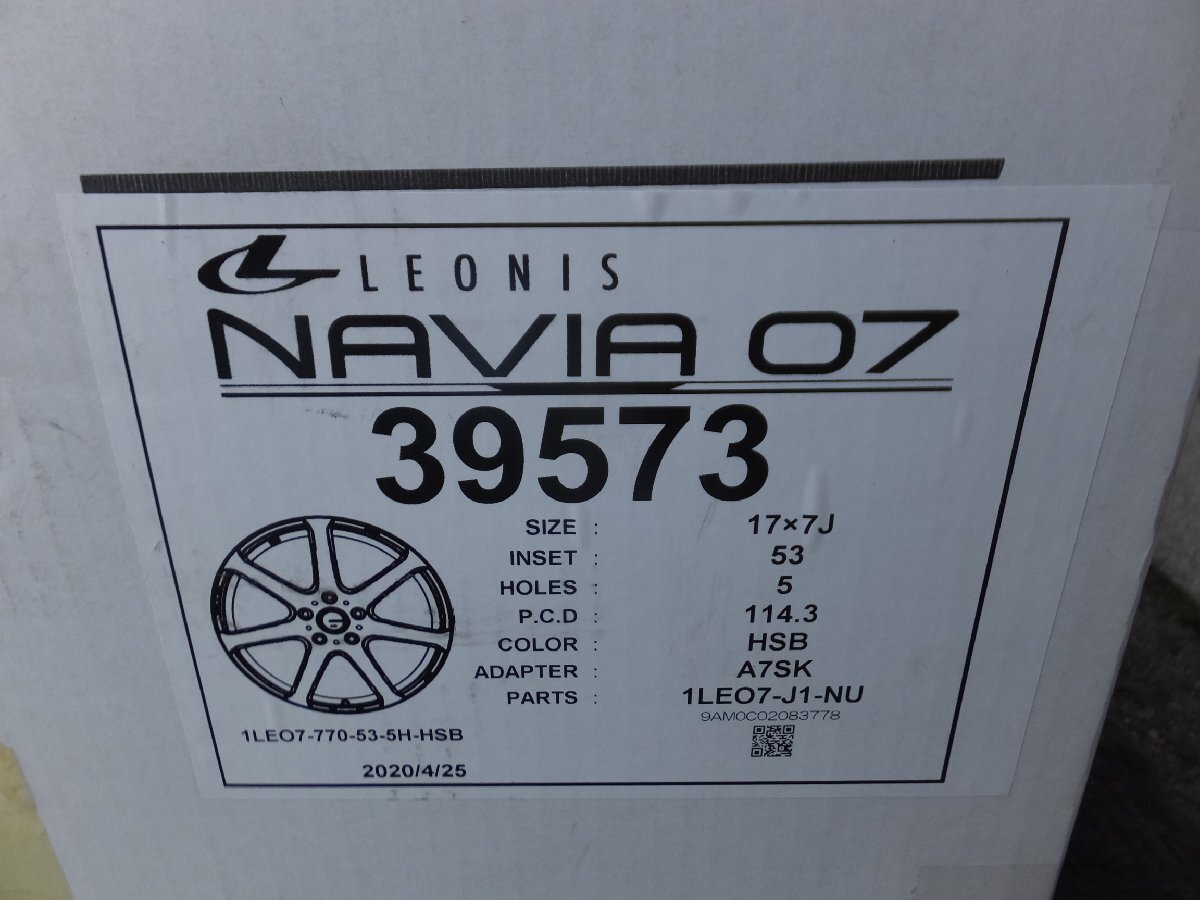 LEONIS
NAVIA 07
39573
SIZE : 17×7J
INSET : 53
HOLES : 5
P.C.D : 114.3
COLOR : HSB
ADAPTER : A7SK
PARTS : 1LEO7-J1-NU
9AM0C02083778
1LEO7-770-53-5H-HSB
2020/4/25